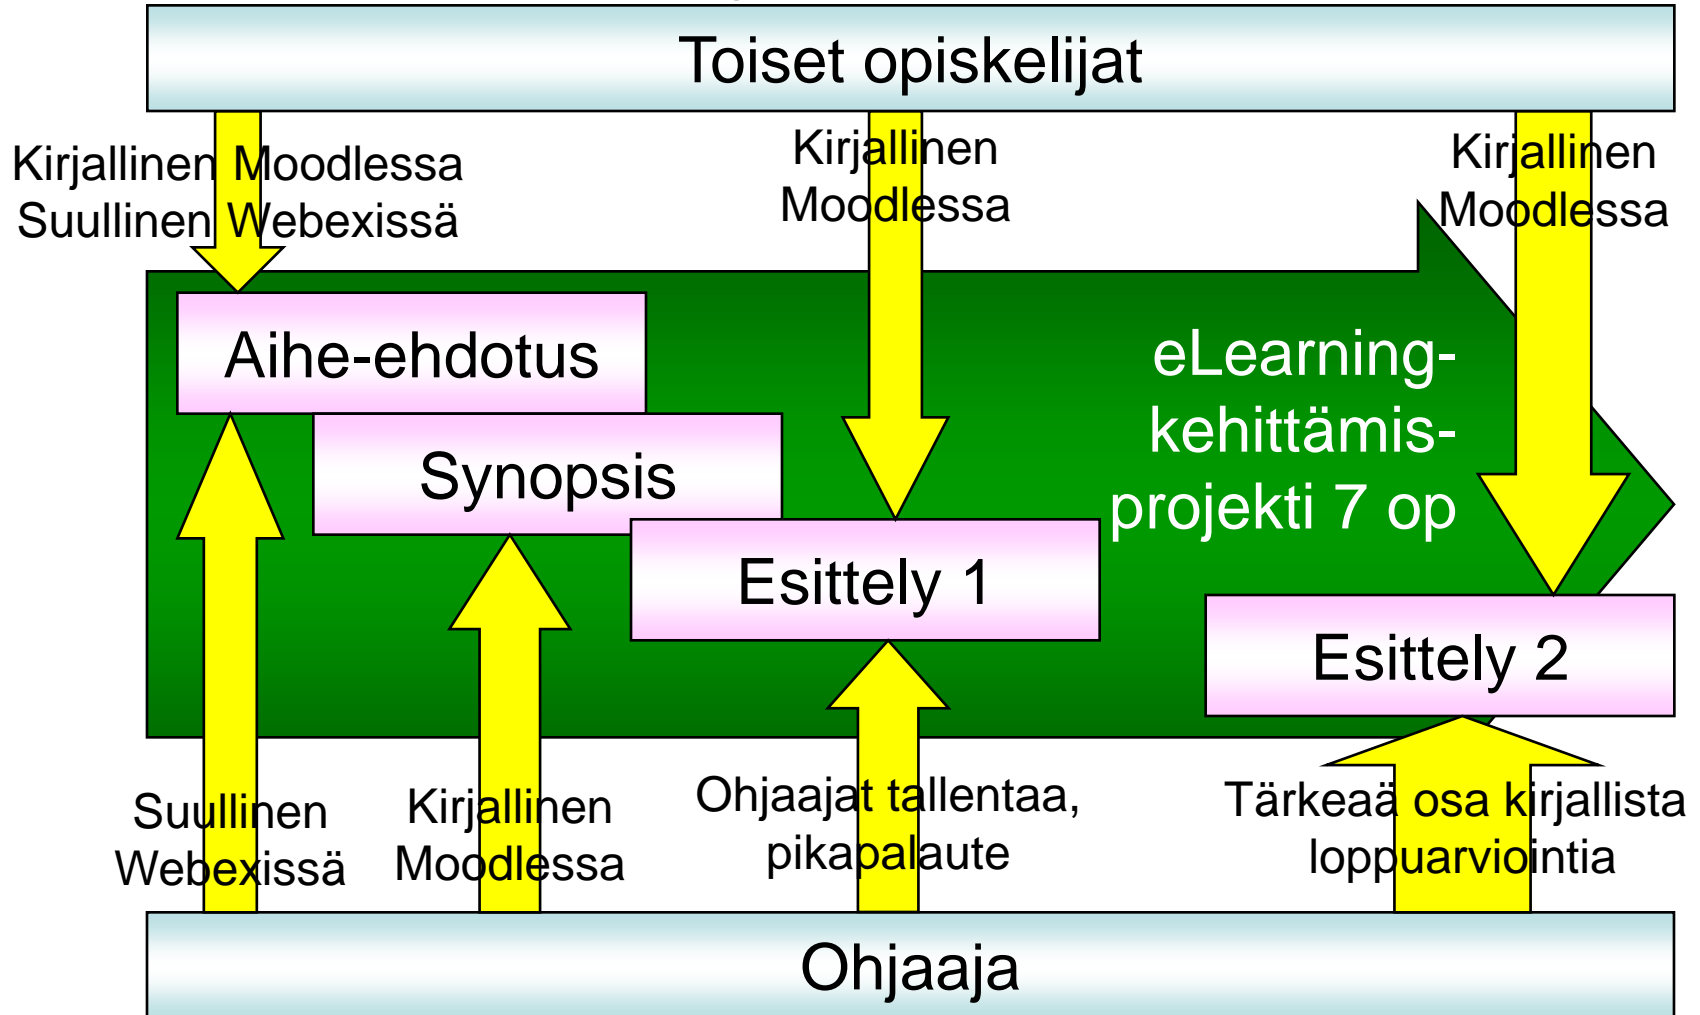 Toiset opiskelijat
Kirjallinen Moodlessa
Suullinen Webexissä
Kirjallinen
Moodlessa
Kirjallinen
Moodlessa
Aihe-ehdotus
Synopsis
Esittely 1
eLearning-
kehittämis-
projekti 7 op
Esittely 2
Suullinen
Webexissä
Kirjallinen
Moodlessa
Ohjaajat tallentaa,
pikapalaute
Tärkeää osa kirjallista
loppuarviointia
Ohjaaja